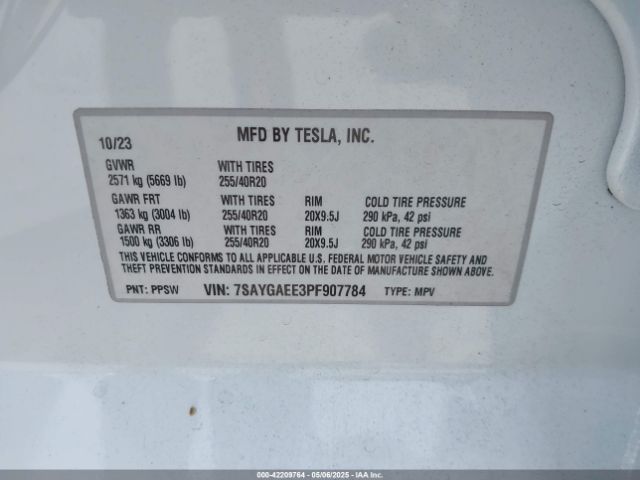 10/23 MFD BY TESLA, INC.
GVWR WITH TIRES
2571 kg (5669 lb) 255/40R20
GAWR FRT WITH TIRES RIM COLD TIRE PRESSURE
1363 kg (3004 lb) 255/40R20 20X9.5J 290 kPa, 42 psi
GAWR RR WITH TIRES RIM COLD TIRE PRESSURE
1500 kg (3306 lb) 255/40R20 20X9.5J 290 kPa, 42 psi
THIS VEHICLE CONFORMS TO ALL APPLICABLE U.S. FEDERAL MOTOR VEHICLE SAFETY AND
THEFT PREVENTION STANDARDS IN EFFECT ON THE DATE OF MANUFACTURE SHOWN ABOVE.
PNT: PPSW VIN: 7SAYGAEE3PF907784 TYPE: MPV
000-42209764 - 05/06/2025 - IAA Inc.